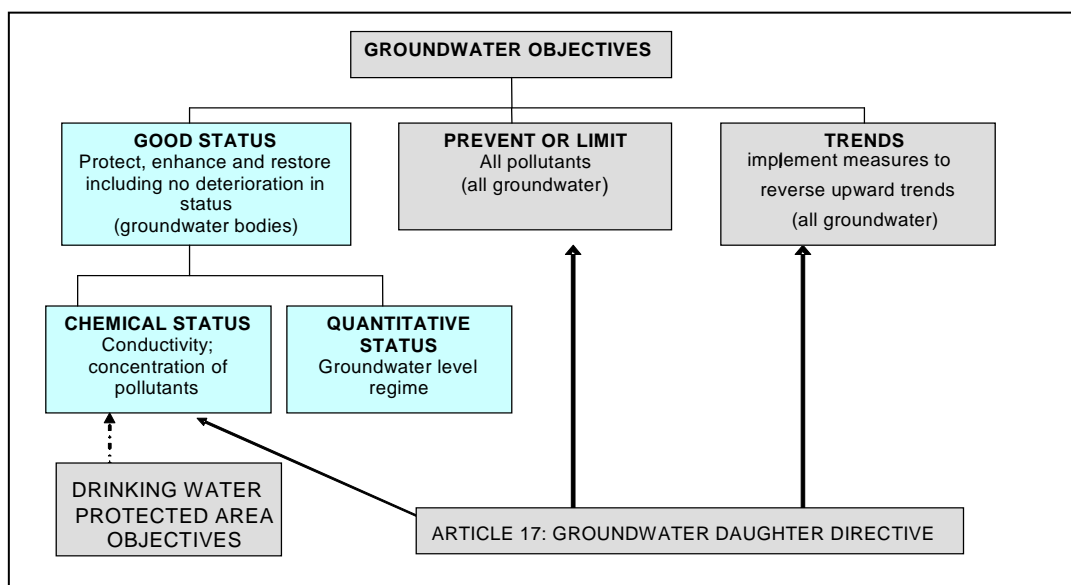 GROUNDWATER OBJECTIVES
GOOD STATUS
Protect, enhance and restore
including no deterioration in
status
(groundwater bodies)
PREVENT OR LIMIT
All pollutants
(all groundwater)
TRENDS
implement measures to
reverse upward trends
(all groundwater)
CHEMICAL STATUS
Conductivity;
concentration of
pollutants
QUANTITATIVE
STATUS
Groundwater level
regime
DRINKING WATER
PROTECTED AREA
OBJECTIVES
ARTICLE 17: GROUNDWATER DAUGHTER DIRECTIVE